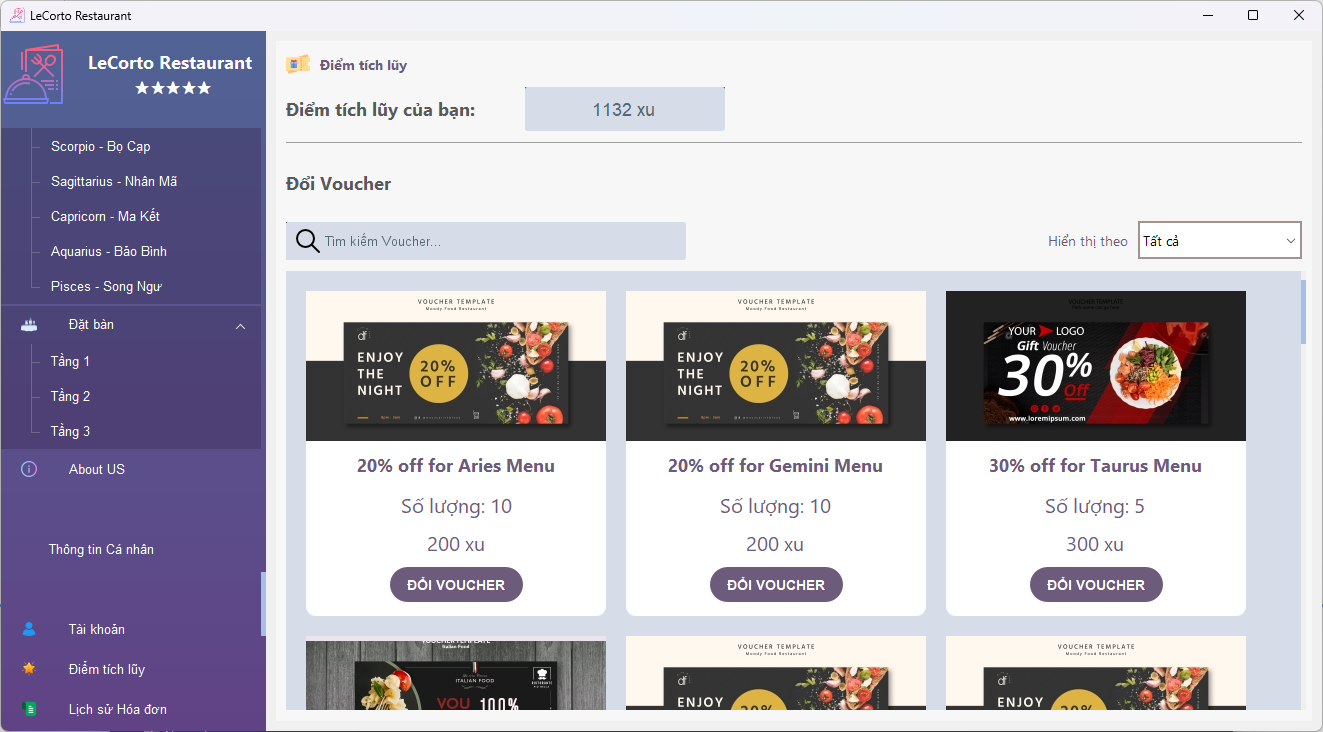 LeCorto Restaurant
LeCorto Restaurant
Scorpio - Bọ Cạp
Sagittarius - Nhân Mã
Capricorn - Ma Kết
Aquarius - Bảo Bình
Pisces - Song Ngư
Đặt bàn
Tầng 1
Tầng 2
Tầng 3
About US
Thông tin Cá nhân
Tài khoản
Điểm tích lũy
Lịch sử Hóa đơn
Điểm tích lũy
Điểm tích lũy của bạn:
1132 xu
Đổi Voucher
Tìm kiếm Voucher...
Hiển thị theo
Tất cả
VOUCHER TEMPLATE
Moody Food Restaurant
ENJOY
THE
NIGHT
20%
OFF
20% off for Aries Menu
Số lượng: 10
200 xu
ĐỔI VOUCHER
VOUCHER TEMPLATE
Moody Food Restaurant
ENJOY
THE
NIGHT
20%
OFF
20% off for Gemini Menu
Số lượng: 10
200 xu
ĐỔI VOUCHER
VOUCHER TEMPLATE
YOUR LOGO
Gift Voucher
30%
Off
www.loremipsum.com
30% off for Taurus Menu
Số lượng: 5
300 xu
ĐỔI VOUCHER
VOUCHER TEMPLATE
Italian Food
ITALIAN FOOD
YOU 100%
VOUCHER TEMPLATE
Moody Food Restaurant
ENJOY
20%
VOUCHER TEMPLATE
Moody Food Restaurant
ENJOY
20%